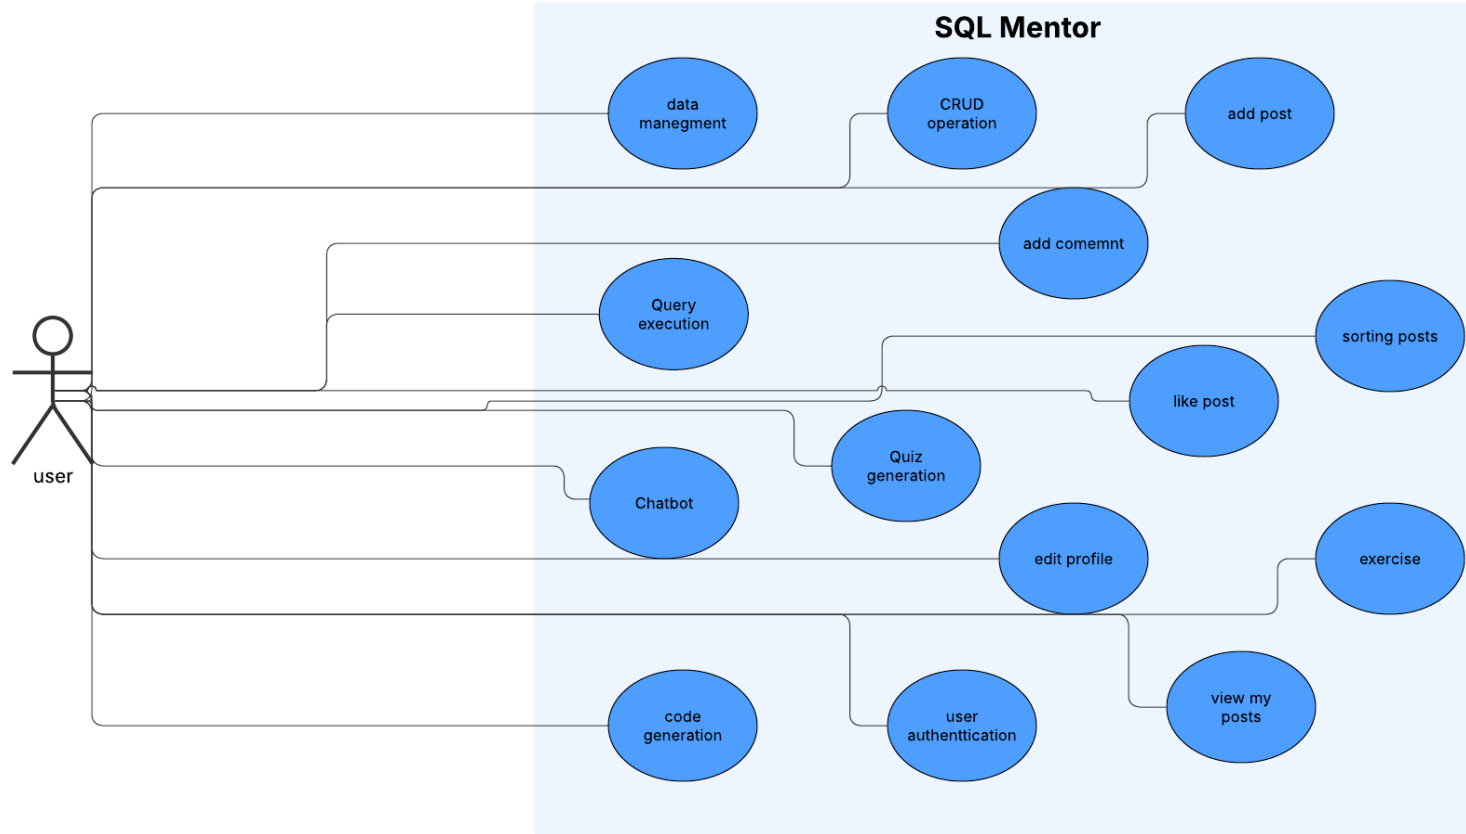 SQL Mentor
data
manegment
CRUD
operation
add post
add comemnt
Query
execution
sorting posts
like post
Quiz
generation
user
Chatbot
edit profile
exercise
code
generation
user
authenttication
view my
posts